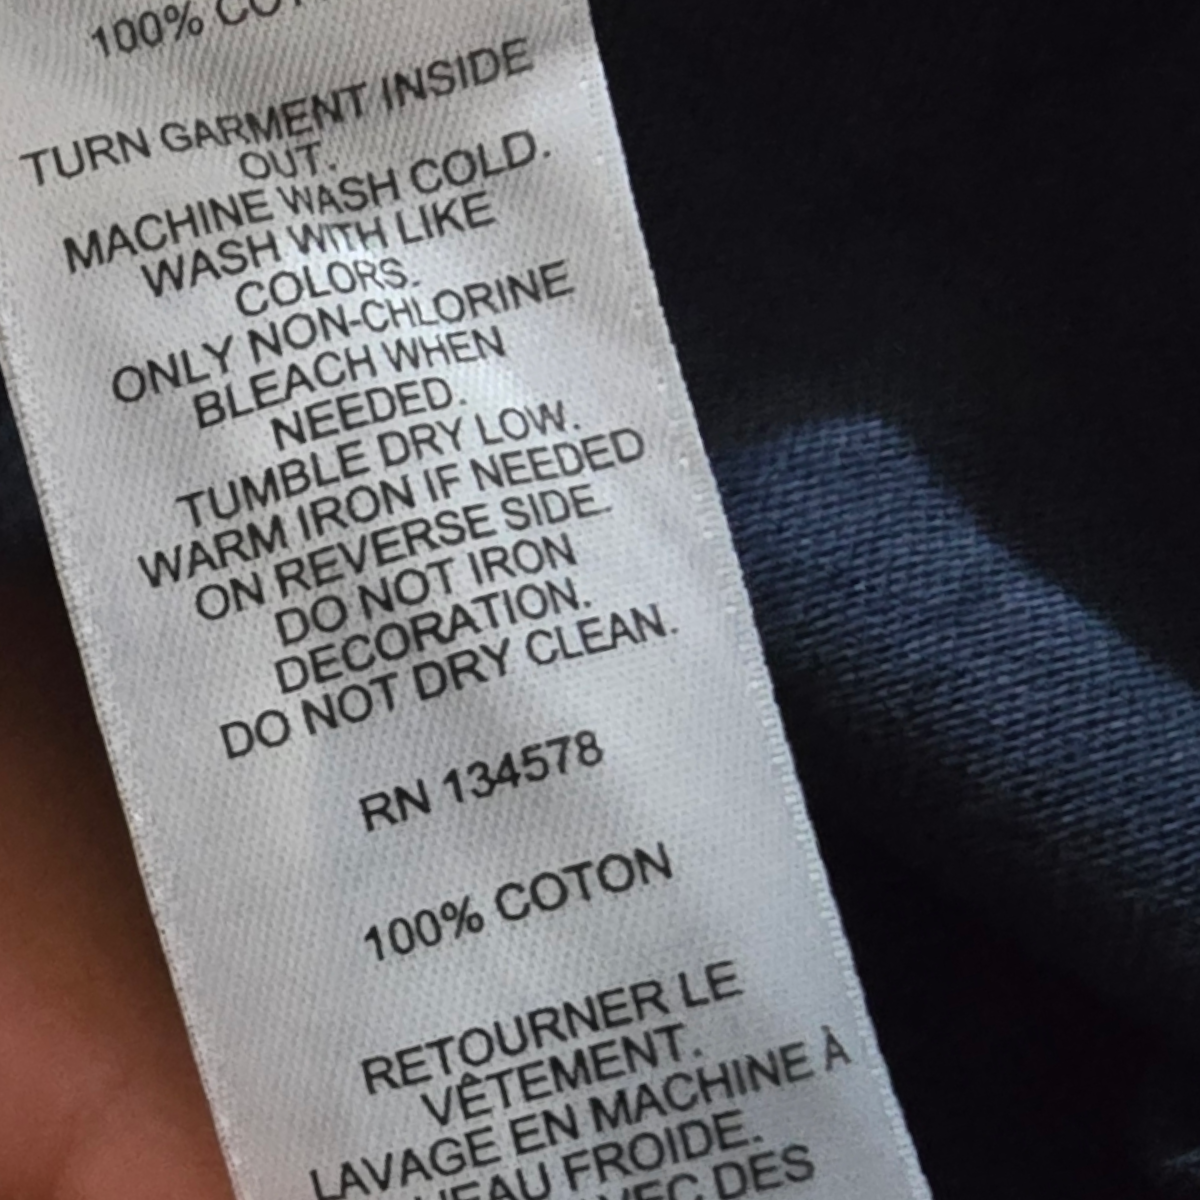 100%
TURN GARMENT INSIDE
OUT.
MACHINE WASH COLD.
WASH WITH LIKE
COLORS.
ONLY NON-CHLORINE
BLEACH WHEN
NEEDED.
TUMBLE DRY LOW.
WARM IRON IF NEEDED
ON REVERSE SIDE.
DO NOT IRON
DECORATION.
DO NOT DRY CLEAN.
RN 134578
100% COTON
RETOURNER LE
VÊTEMENT.
LAVAGE EN MACHINE À
FROIDE.
DES